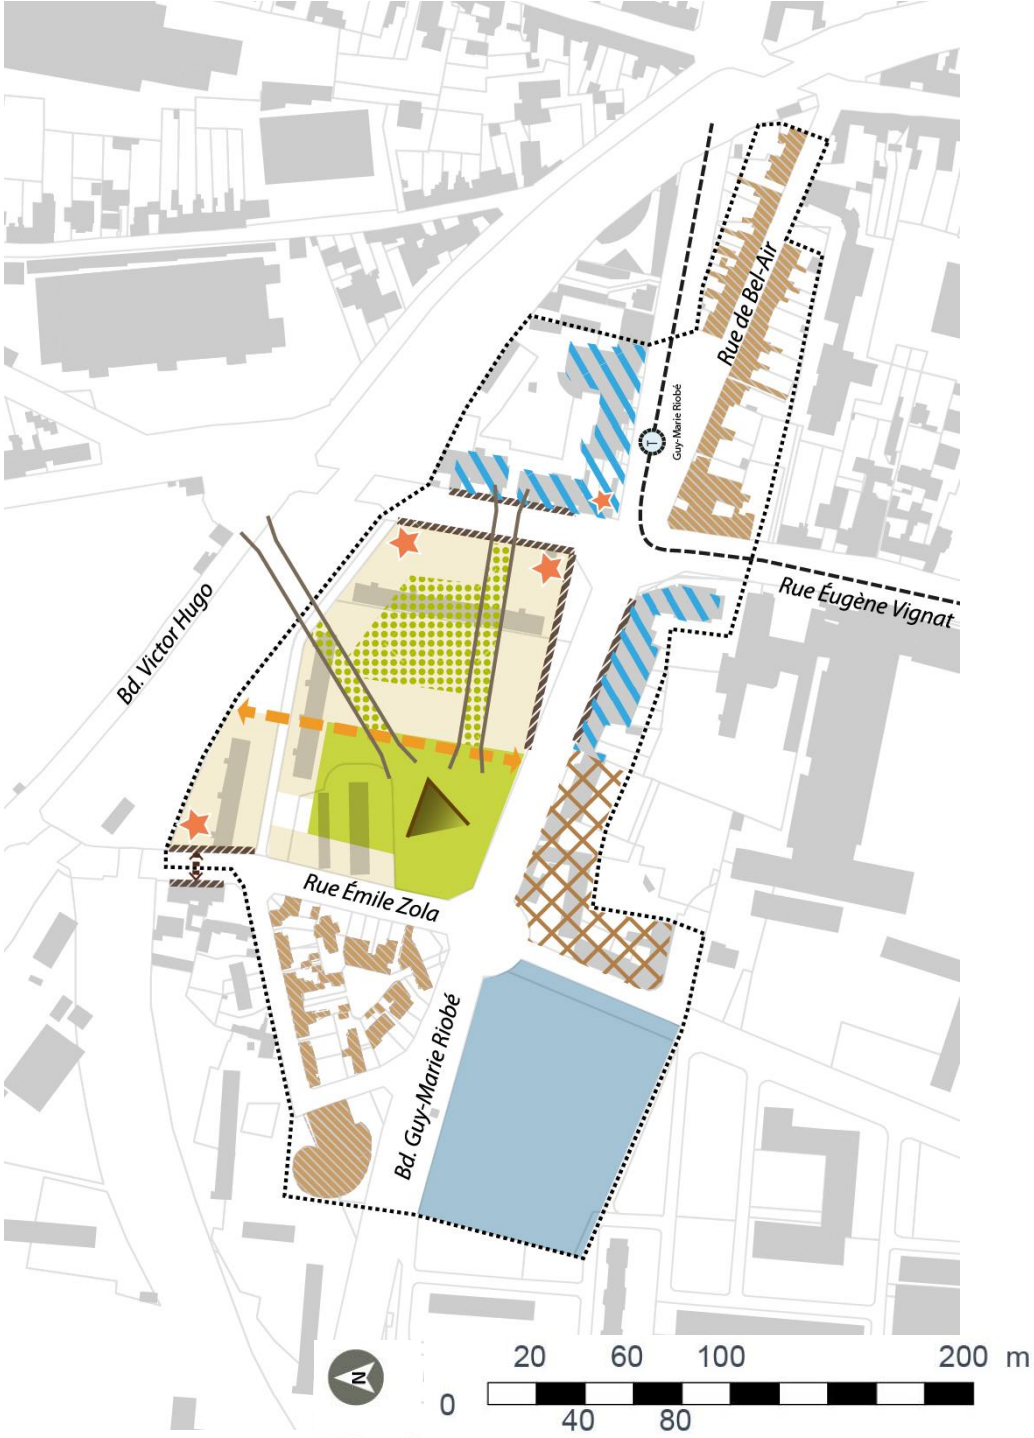 Rue de Bel-Air
T
Guy-Marie Riobé
Rue Éugène Vignat
Bd. Victor Hugo
Rue Émile Zola
Bd. Guy-Marie Riobé
N
20 60 100 200 m
0
40 80